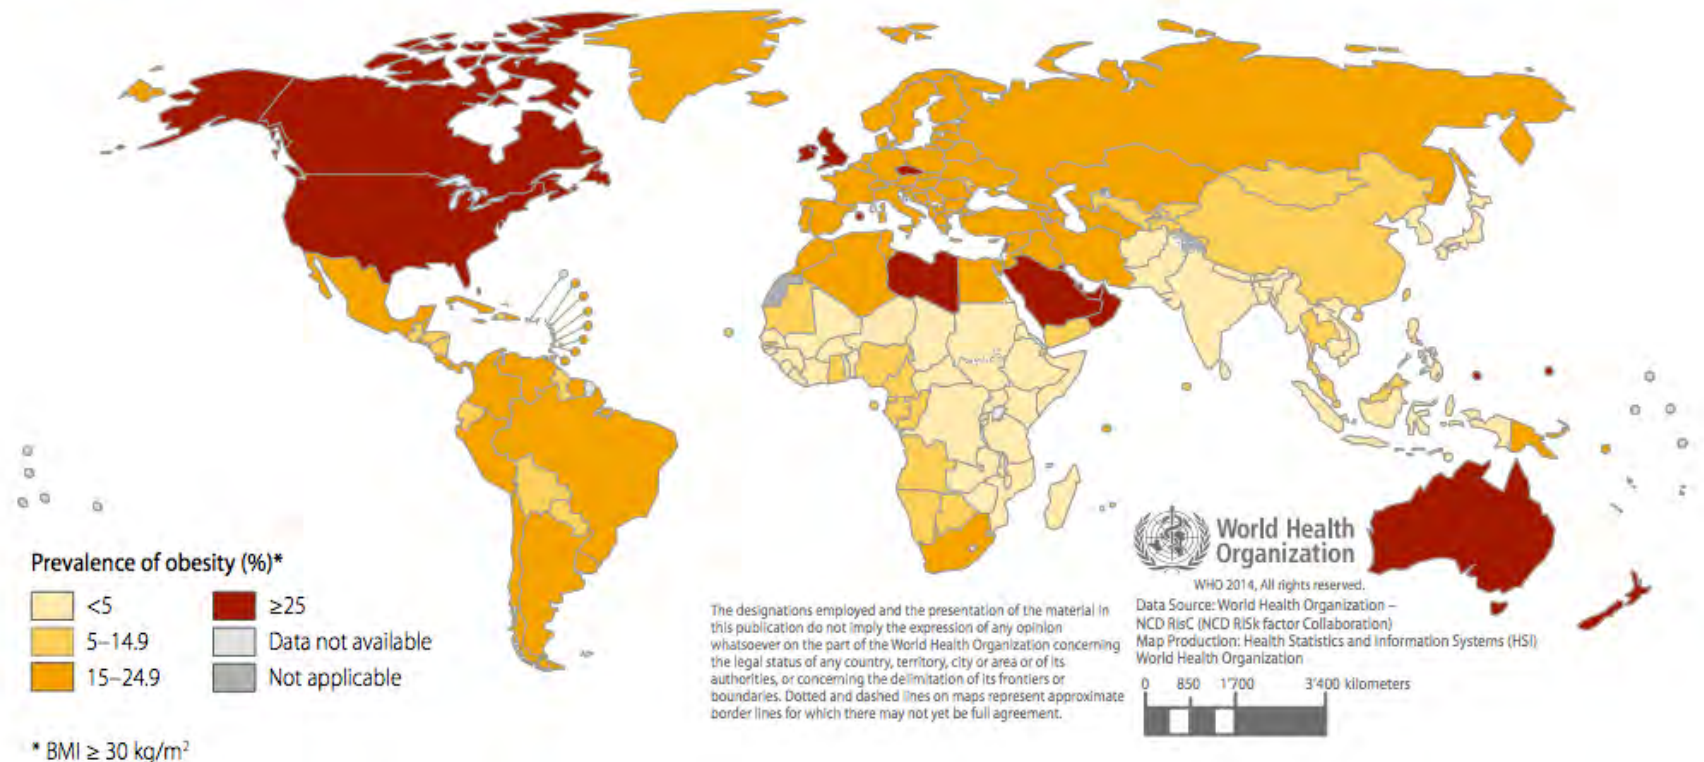 Prevalence of obesity (%)*
<5
5–14.9
15–24.9
≥25
Data not available
Not applicable
* BMI ≥ 30 kg/m²
The designations employed and the presentation of the material in
this publication do not imply the expression of any opinion
whatsoever on the part of the World Health Organization concerning
the legal status of any country, territory, city or area or of its
authorities, or concerning the delimitation of its frontiers or
boundaries. Dotted and dashed lines on maps represent approximate
border lines for which there may not yet be full agreement.
World Health
Organization
WHO 2014, All rights reserved.
Data Source: World Health Organization –
NCD RisC (NCD RISk factor Collaboration)
Map Production: Health Statistics and Information Systems (HSI)
World Health Organization
0 850 1'700 3'400 kilometers